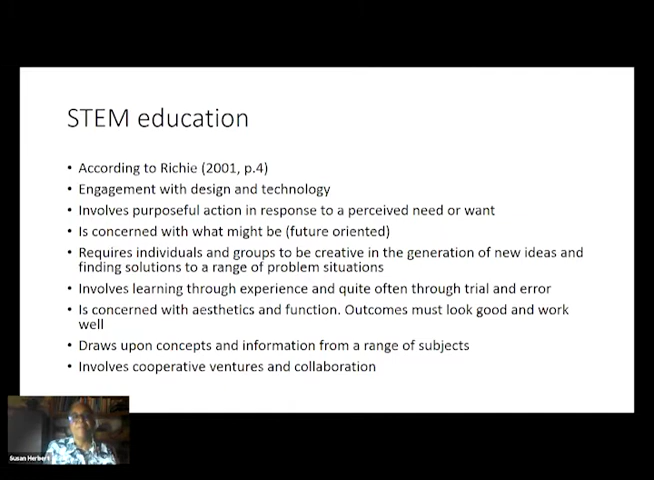 STEM education
• According to Richie (2001, p.4)
• Engagement with design and technology
• Involves purposeful action in response to a perceived need or want
• Is concerned with what might be (future oriented)
• Requires individuals and groups to be creative in the generation of new ideas and
finding solutions to a range of problem situations
• Involves learning through experience and quite often through trial and error
• Is concerned with aesthetics and function. Outcomes must look good and work
well
• Draws upon concepts and information from a range of subjects
• Involves cooperative ventures and collaboration
Susan Herbert